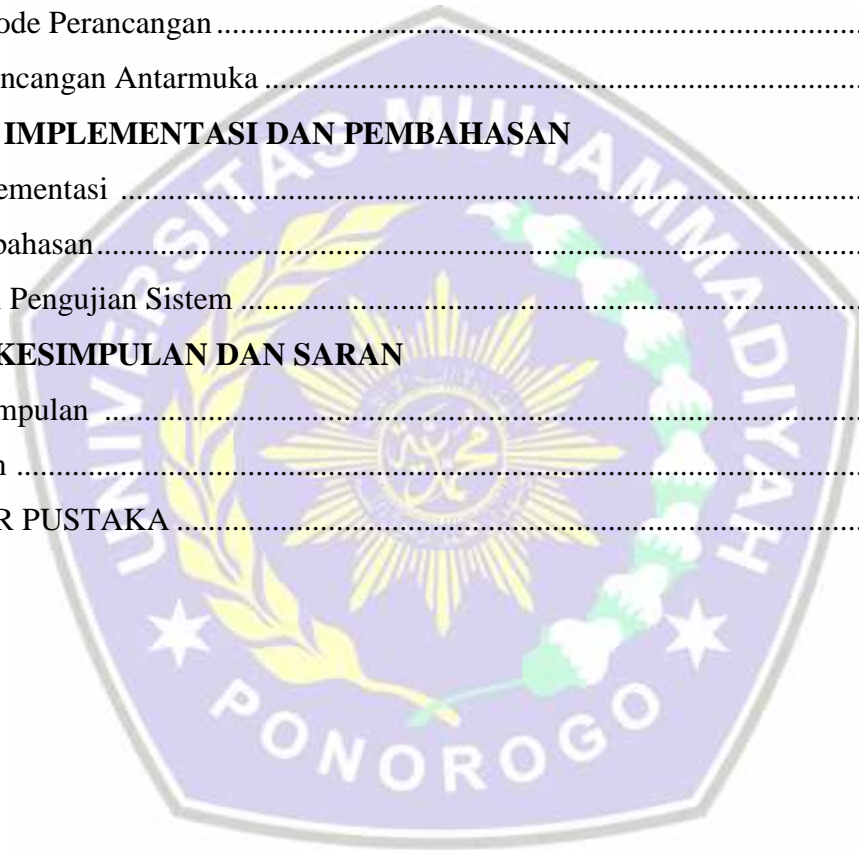 ode Perancangan ..........................................................................................
ncangan Antarmuka ....................................................................................
IMPLEMENTASI DAN PEMBAHASAN
ementasi ......................................................................................................
bahasan.........................................................................................................
Pengujian Sistem .......................................................................................
KESIMPULAN DAN SARAN
mpulan ........................................................................................................
n ...................................................................................................................
R PUSTAKA ...............................................................................................
UNIVERSITAS MUHAMMADIYAH
PONOROGO